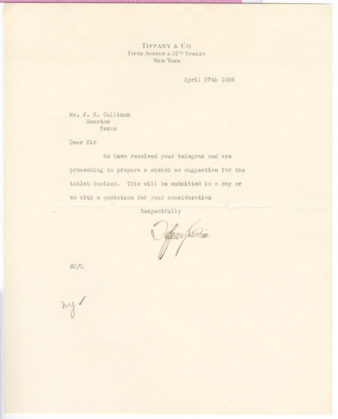 TIFFANY & CO.
FIFTH AVENUE & 37TH STREET
NEW YORK
April 27th
Mr. J. S. Cullinan
Houston
Texas
Dear Sir
We have received your telegram and are
proceeding to prepare a sketch as suggestion for the
tablet desired. This will be submitted in a day or
so with a quotation for your consideration
Respectfully
Tiffany & Co